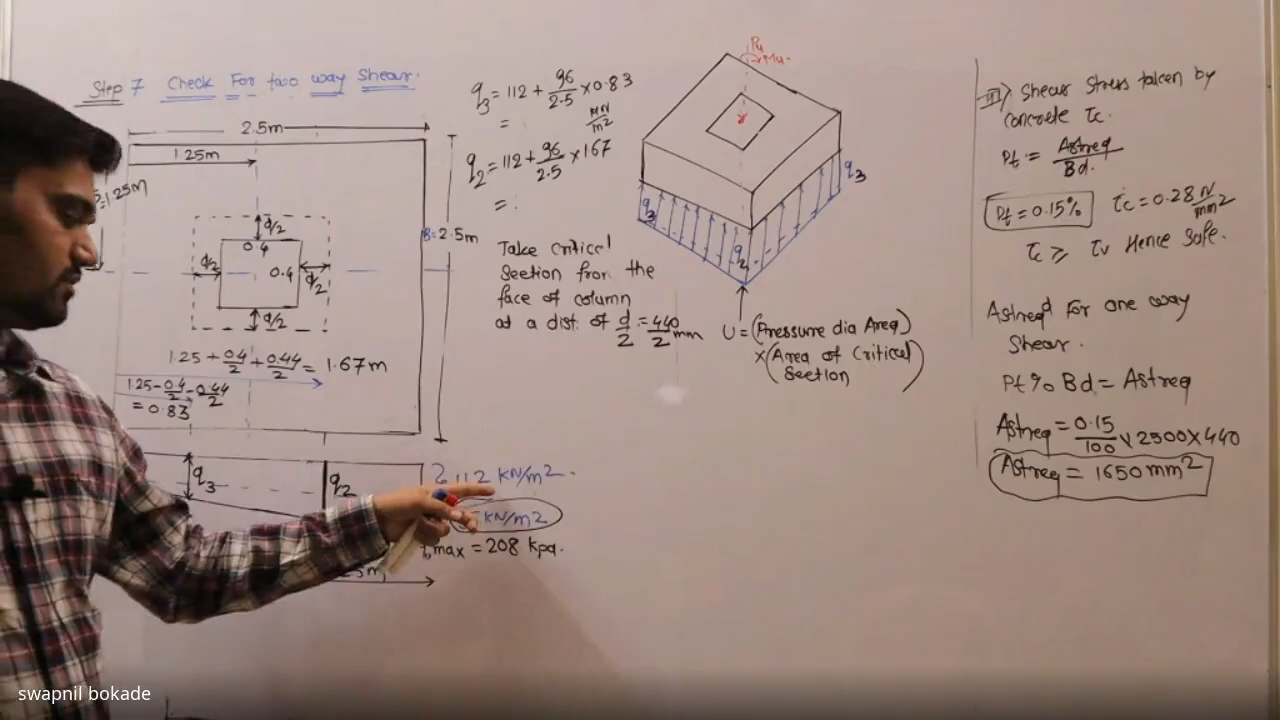 Step 7 Check For two way Shear.
2.5m
1.25m
=1.25m
d/2
0.4
0.4
d/2
d/2
d/2
B=2.5m
1.25 + 0.4/2 + 0.44/2 = 1.67m
1.25-0.4/2-0.44/2
= 0.83
q3
q2
112 KN/m2
KN/m2
max = 208 Kpa.
q3 = 112 + 96/2.5 x 0.83
= KN/m2
q2 = 112 + 96/2.5 x 167
= :
Take critical
Section from the
face of column
at a dist. of d/2 = 440/2 mm
Pu
Mu.
q3
q3
q2
U = (Pressure dia Area)
x (Area of Critical
Section)
III) Shear Stress taken by
concrete τc.
Pt = Astreq/Bd.
Pt = 0.15% τc = 0.28 N/mm2
τc ≥ τv Hence Safe.
Astreqd For one way
Shear.
Pt% Bd = Astreq
Astreq = 0.15/100 x 2500 x 440
Astreq = 1650 mm2
swapnil bokade